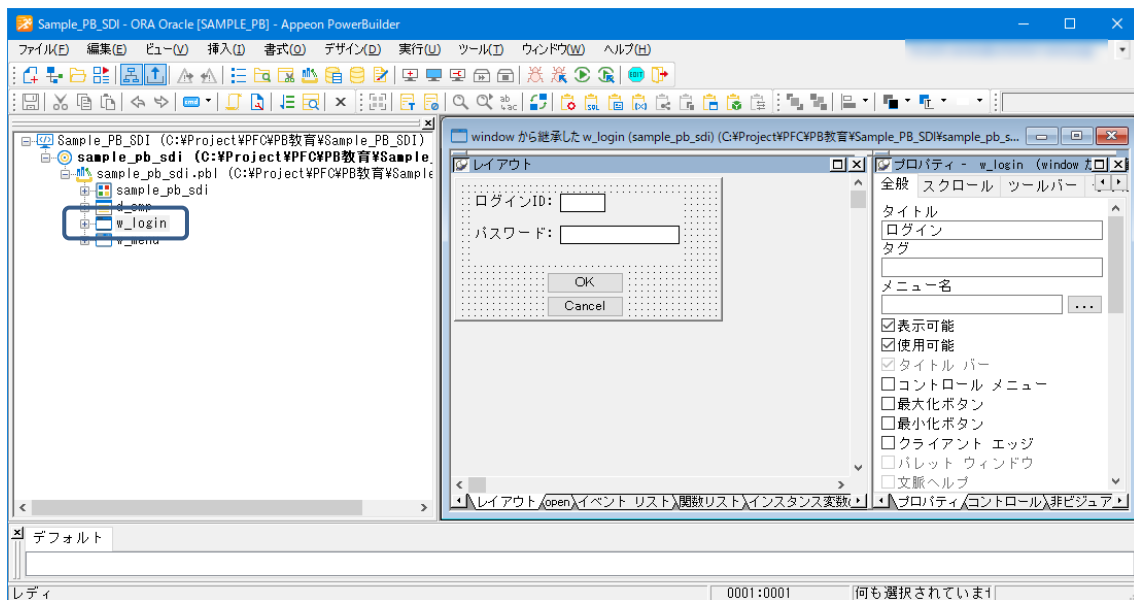 Sample_PB_SDI - ORA Oracle [SAMPLE_PB] - Appeon PowerBuilder
ファイル(F) 編集(E) ビュー(V) 挿入(I) 書式(O) デザイン(D) 実行(U) ツール(T) ウィンドウ(W) ヘルプ(H)
Sample_PB_SDI (C:¥Project¥PFC¥PB教育¥Sample_PB_SDI)
sample_pb_sdi (C:¥Project¥PFC¥PB教育¥Sample_
sample_pb_sdi.pbl (C:¥Project¥PFC¥PB教育¥Sample
sample_pb_sdi
d_emp
w_login
w_menu
window から継承した w_login (sample_pb_sdi) (C:¥Project¥PFC¥PB教育¥Sample_PB_SDI¥sample_pb_s...
レイアウト
ログインID:
パスワード:
OK
Cancel
レイアウト open イベント リスト 関数リスト インスタンス変数
プロパティ - w_login (window
全般 スクロール ツールバー
タイトル
ログイン
タグ
メニュー名
...
表示可能
使用可能
タイトル バー
コントロール メニュー
最大化ボタン
最小化ボタン
クライアント エッジ
パレット ウィンドウ
文脈ヘルプ
プロパティ コントロール 非ビジュア
デフォルト
レディ
0001:0001
何も選択されていま